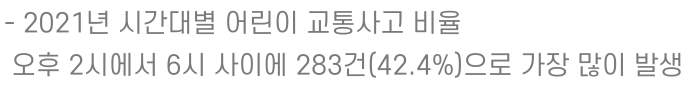 - 2021년 시간대별 어린이 교통사고 비율
오후 2시에서 6시 사이에 283건(42.4%)으로 가장 많이 발생